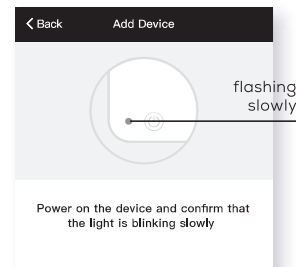 Back Add Device
flashing
slowly
Power on the device and confirm that
the light is blinking slowly